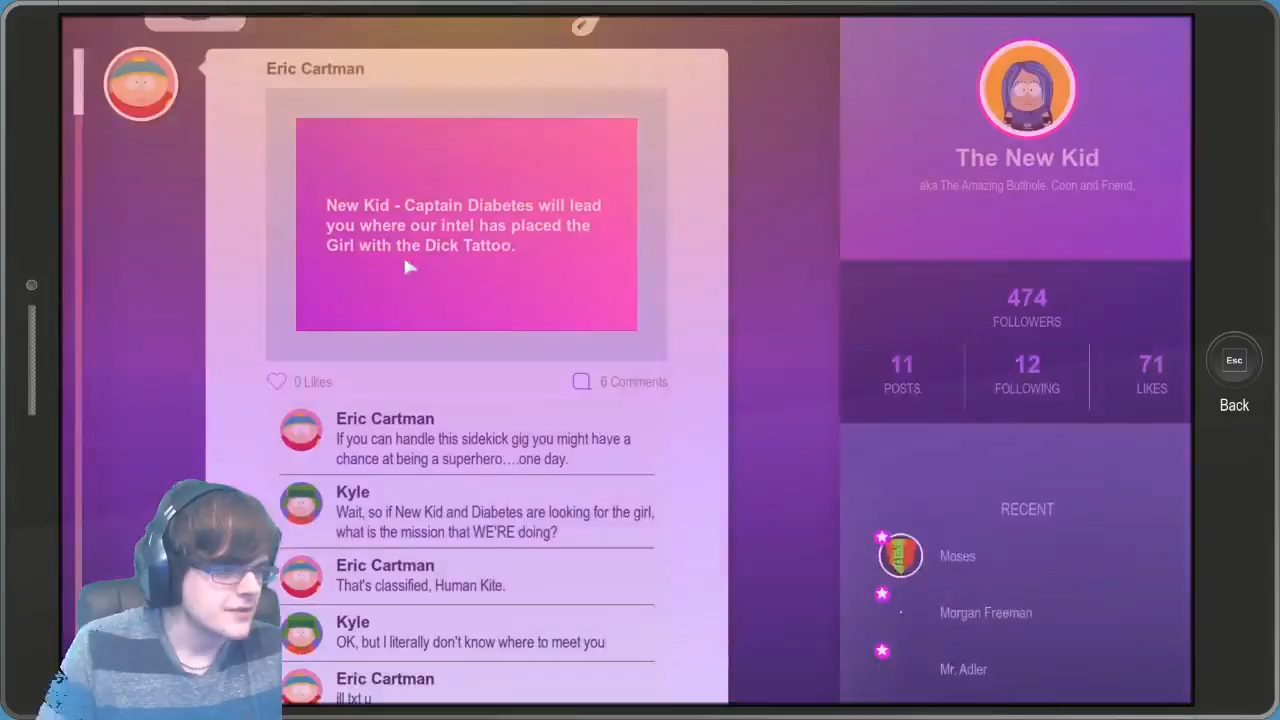 Eric Cartman
New Kid - Captain Diabetes will lead
you where our intel has placed the
Girl with the Dick Tattoo.
0 Likes
6 Comments
Eric Cartman
If you can handle this sidekick gig you might have a
chance at being a superhero….one day.
Kyle
Wait, so if New Kid and Diabetes are looking for the girl,
what is the mission that WE'RE doing?
Eric Cartman
That's classified, Human Kite.
Kyle
OK, but I literally don't know where to meet you
Eric Cartman
ill txt u
The New Kid
aka The Amazing Butthole. Coon and Friend.
474
FOLLOWERS
11
POSTS
12
FOLLOWING
71
LIKES
RECENT
Moses
Morgan Freeman
Mr. Adler
Esc
Back